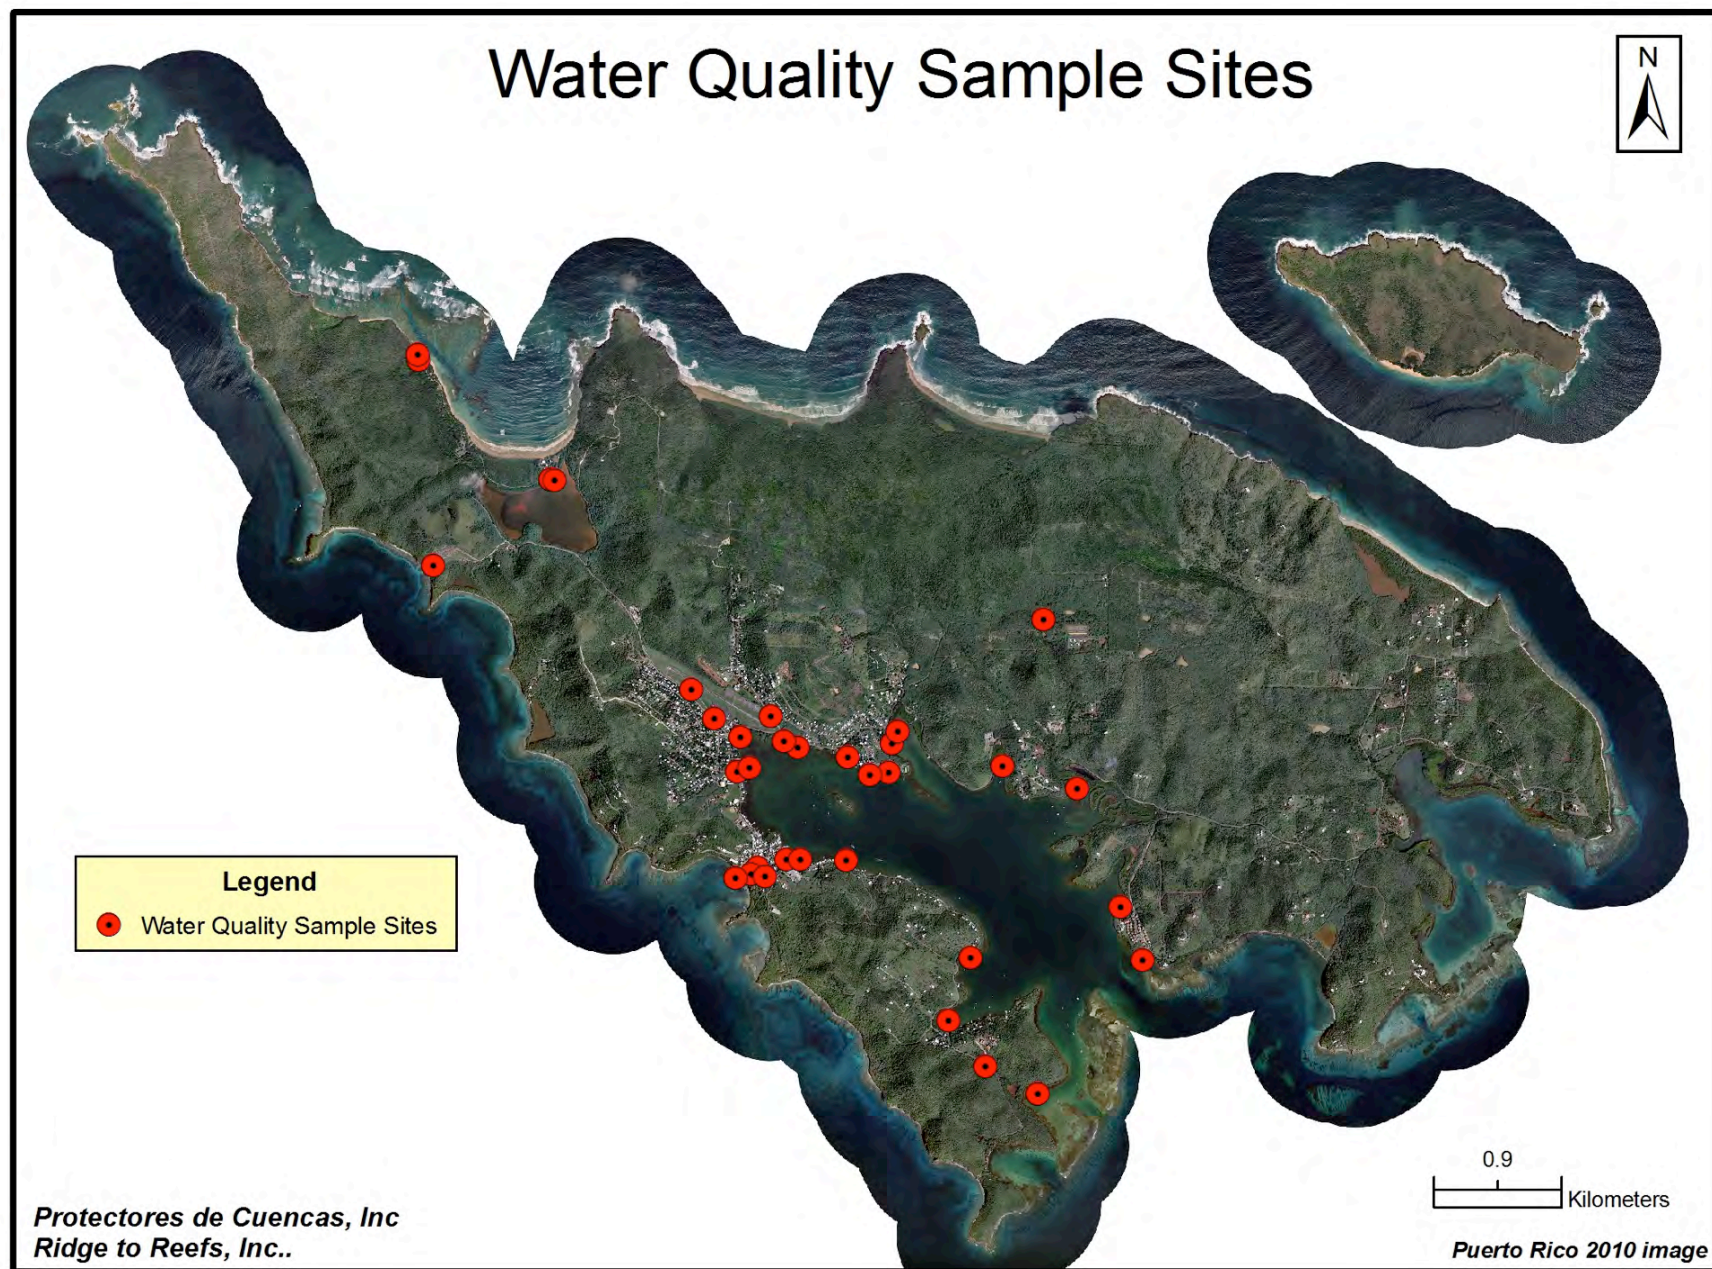 Water Quality Sample Sites
N
Legend
Water Quality Sample Sites
0.9
Kilometers
Protectores de Cuencas, Inc
Ridge to Reefs, Inc..
Puerto Rico 2010 image